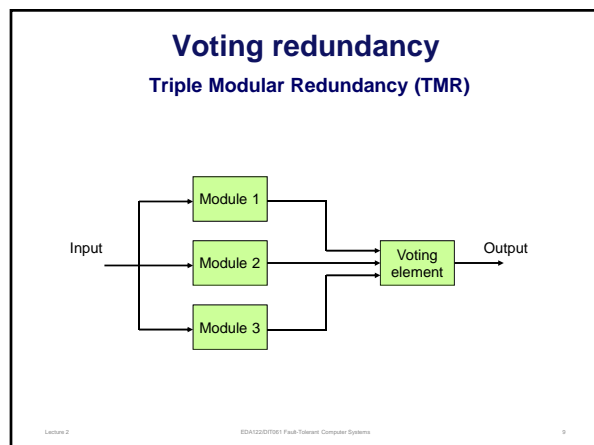 Voting redundancy
Triple Modular Redundancy (TMR)
Module 1
Input
Module 2
Voting
element
Output
Module 3
Lecture 2
EDA122/DIT061 Fault-Tolerant Computer Systems
9